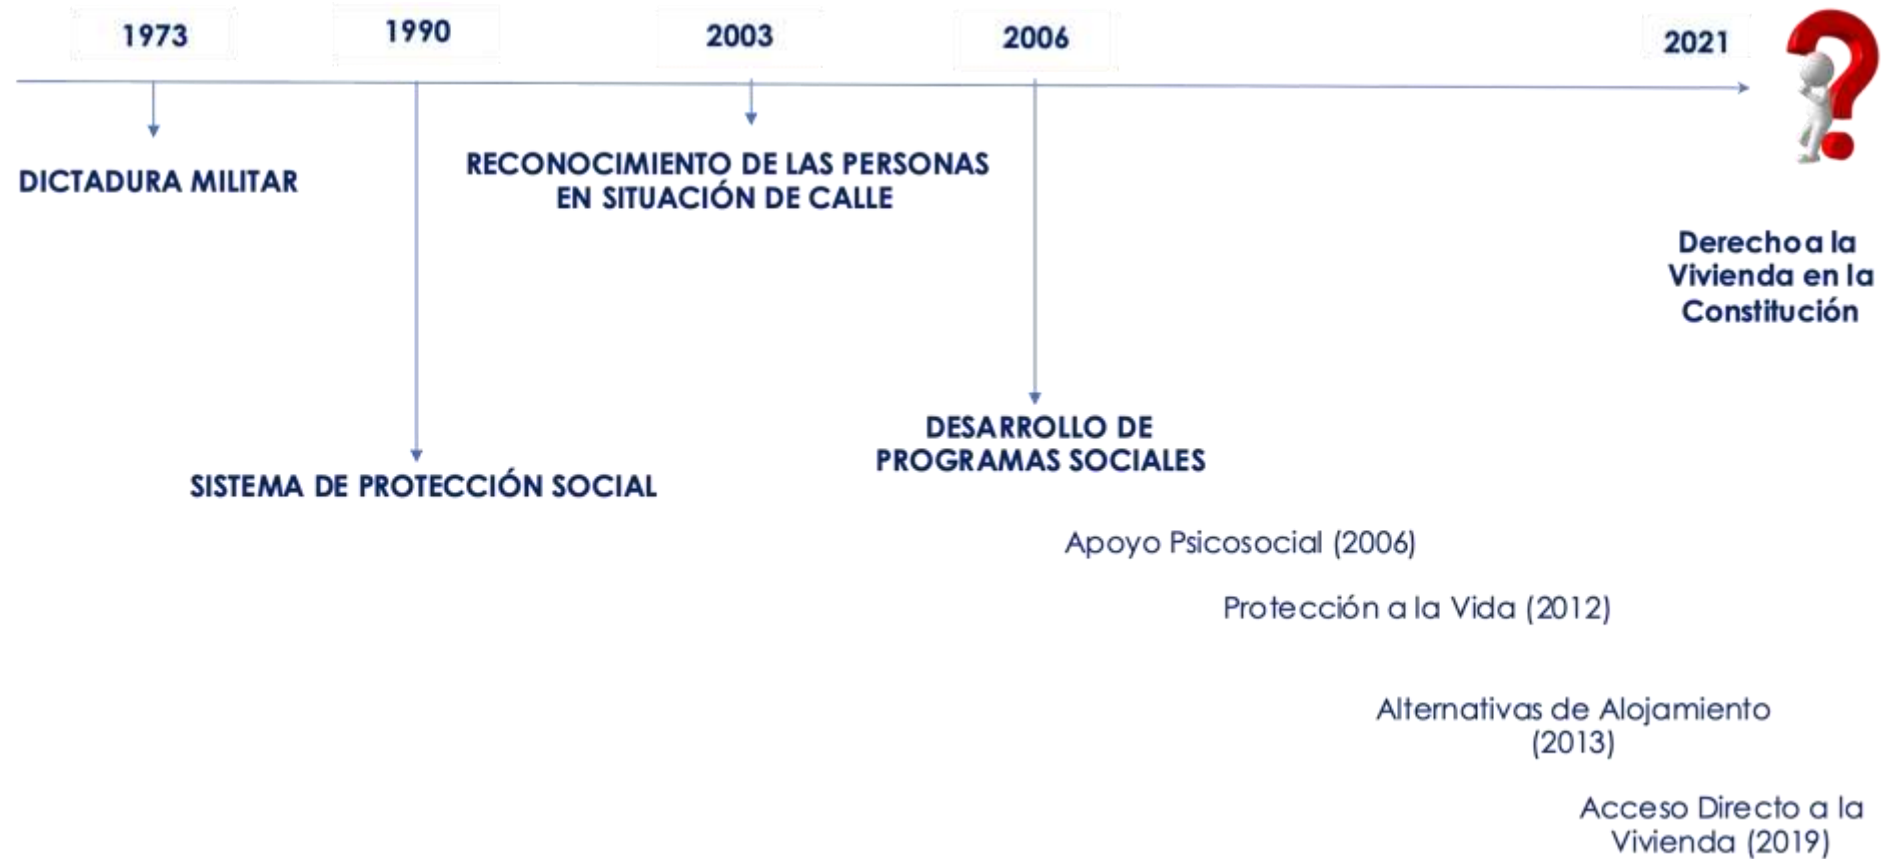 1973
1990
2003
2006
2021
DICTADURA MILITAR
RECONOCIMIENTO DE LAS PERSONAS
EN SITUACIÓN DE CALLE
Derecho a la
Vivienda en la
Constitución
SISTEMA DE PROTECCIÓN SOCIAL
DESARROLLO DE
PROGRAMAS SOCIALES
Apoyo Psicosocial (2006)
Protección a la Vida (2012)
Alternativas de Alojamiento
(2013)
Acceso Directo a la
Vivienda (2019)